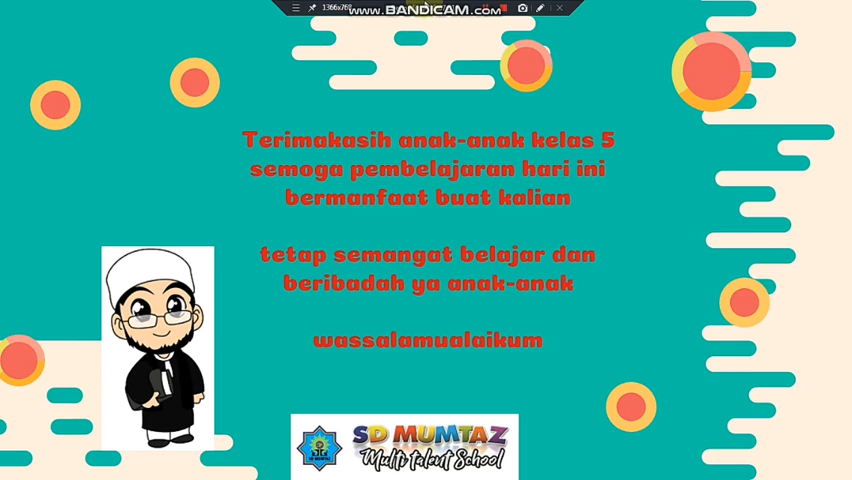 1366x768
www.BANDICAM.com
Terimakasih anak-anak kelas 5
semoga pembelajaran hari ini
bermanfaat buat kalian
tetap semangat belajar dan
beribadah ya anak-anak
wassalamualaikum
SD MUMTAZ
Multi talent School